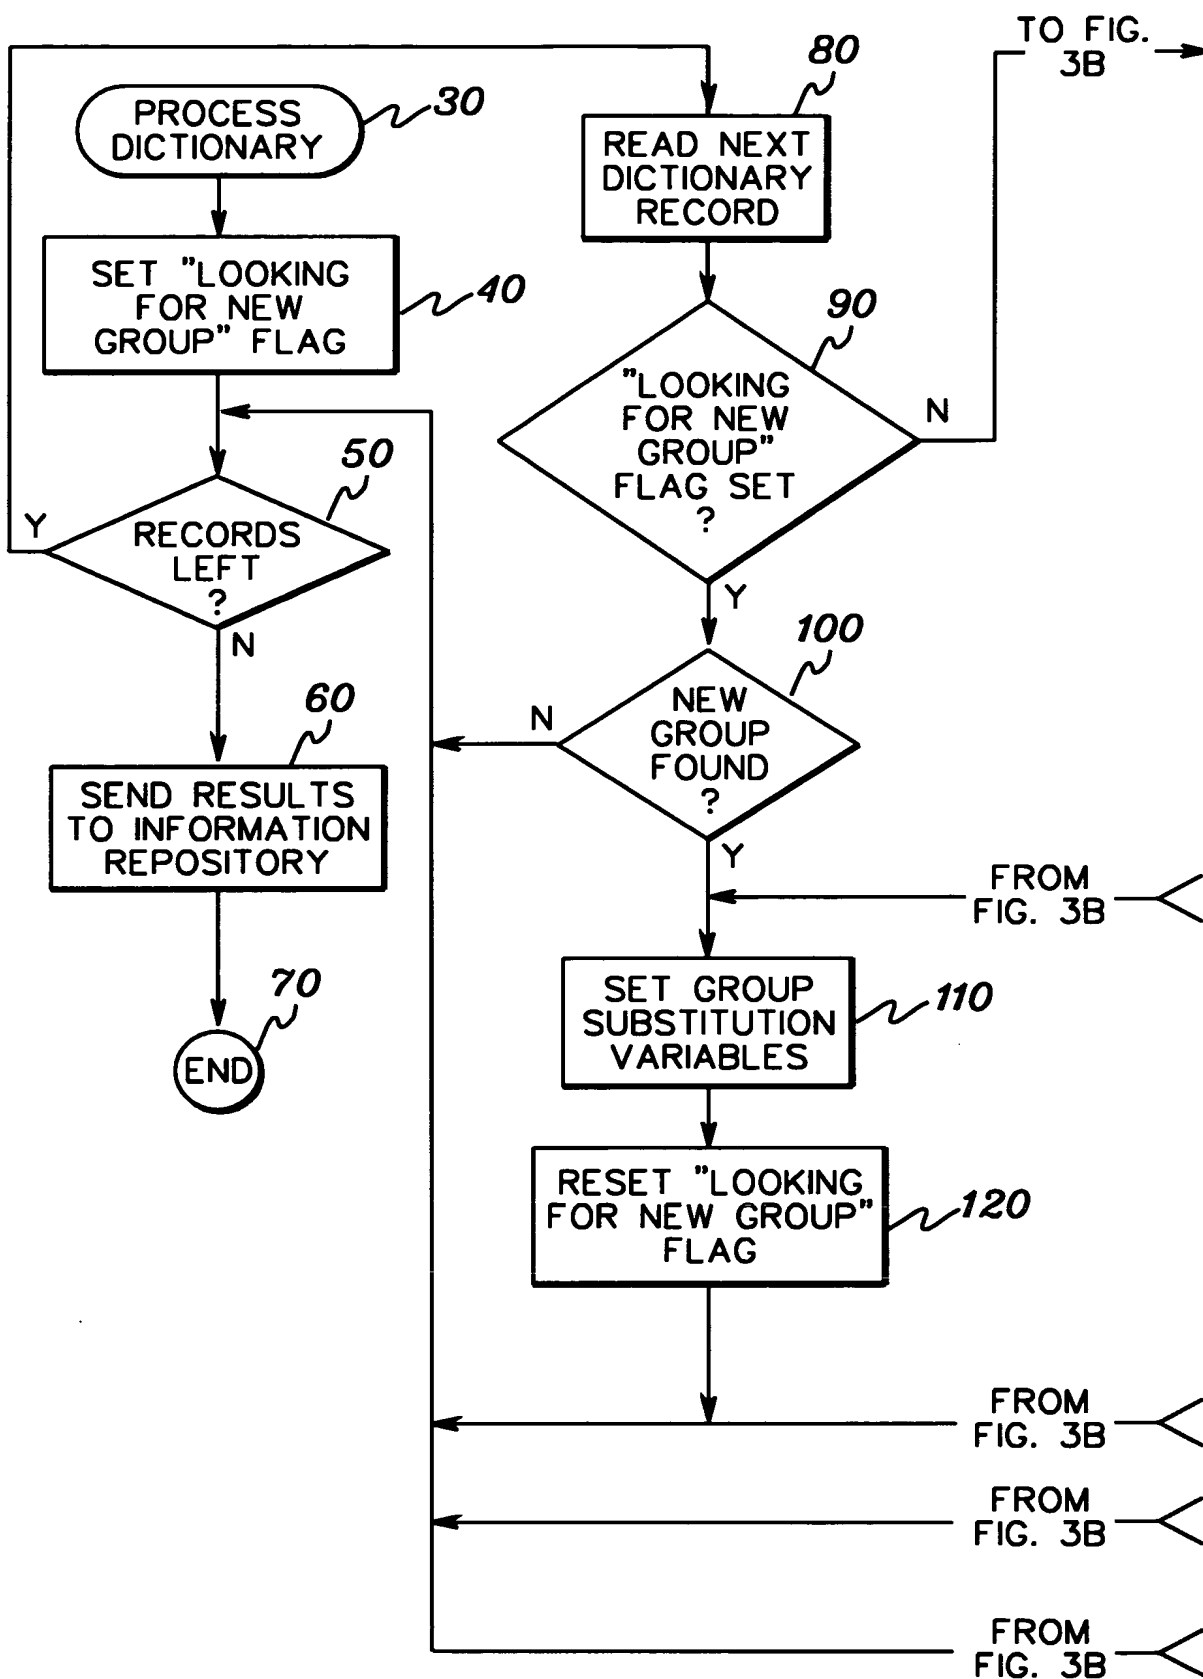 PROCESS
DICTIONARY
30
SET "LOOKING
FOR NEW
GROUP" FLAG
40
50
Y
RECORDS
LEFT
?
N
60
SEND RESULTS
TO INFORMATION
REPOSITORY
70
END
80
READ NEXT
DICTIONARY
RECORD
TO FIG.
3B
90
"LOOKING
FOR NEW
GROUP"
FLAG SET
?
N
Y
100
NEW
GROUP
FOUND
?
N
Y
FROM
FIG. 3B
SET GROUP
SUBSTITUTION
VARIABLES
110
RESET "LOOKING
FOR NEW GROUP"
FLAG
120
FROM
FIG. 3B
FROM
FIG. 3B
FROM
FIG. 3B